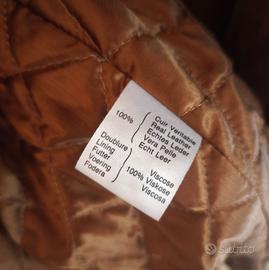 100%
Cuir Veritable
Real Leather
Echtes Leder
Vera Pelle
Echt Leer
Doublure
Lining
Futter
Voering
Fodera
100%
Viscose
Viskose
Viscosa
subito